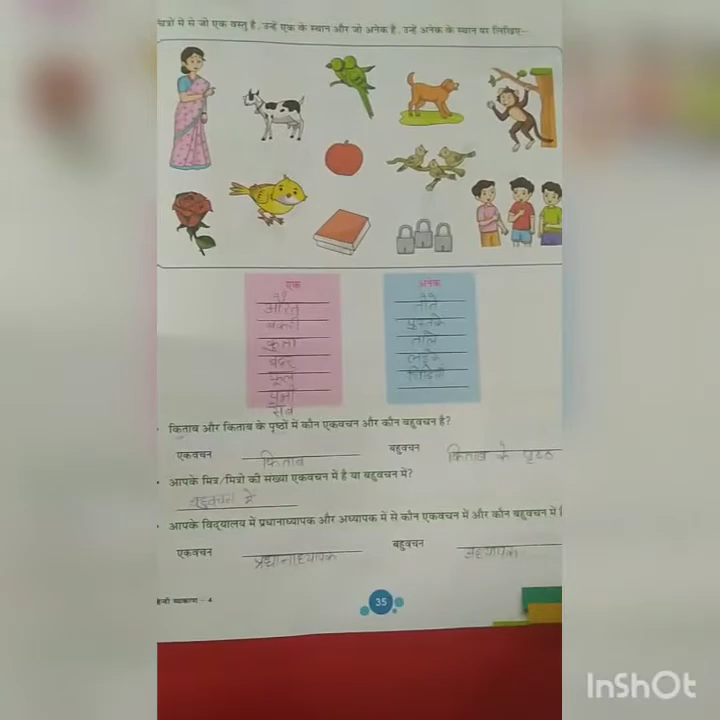 चित्रों में से जो एक वस्तु है, उन्हें एक के स्थान और जो अनेक है, उन्हें अनेक के स्थान पर लिखिए-
एक
औरत
बकरी
कुत्ता
बंदर
फूल
सेब
अनेक
तोते
पुस्तके
ताले
लड़के
किताब और किताब के पृष्ठों में कौन एकवचन और कौन बहुवचन है?
एकवचन किताब बहुवचन किताब के पृष्ठ
आपके मित्र/मित्रों की संख्या एकवचन में है या बहुवचन में?
बहुवचन में
आपके विद्यालय में प्रधानाध्यापक और अध्यापक में से कौन एकवचन में और कौन बहुवचन में
एकवचन प्रधानाध्यापक बहुवचन अध्यापक
हिन्दी व्याकरण - 4
35
InShOt